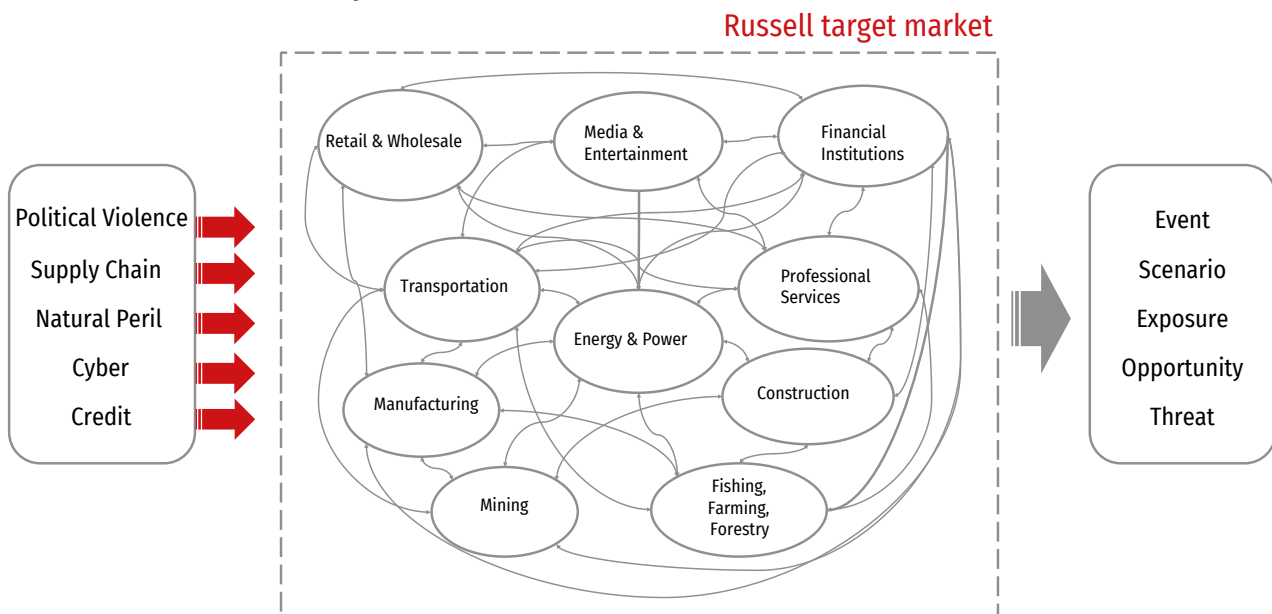 Russell target market
Political Violence
Supply Chain
Natural Peril
Cyber
Credit
Retail & Wholesale
Media &
Entertainment
Financial
Institutions
Transportation
Professional
Services
Energy & Power
Manufacturing
Construction
Mining
Fishing,
Farming,
Forestry
Event
Scenario
Exposure
Opportunity
Threat